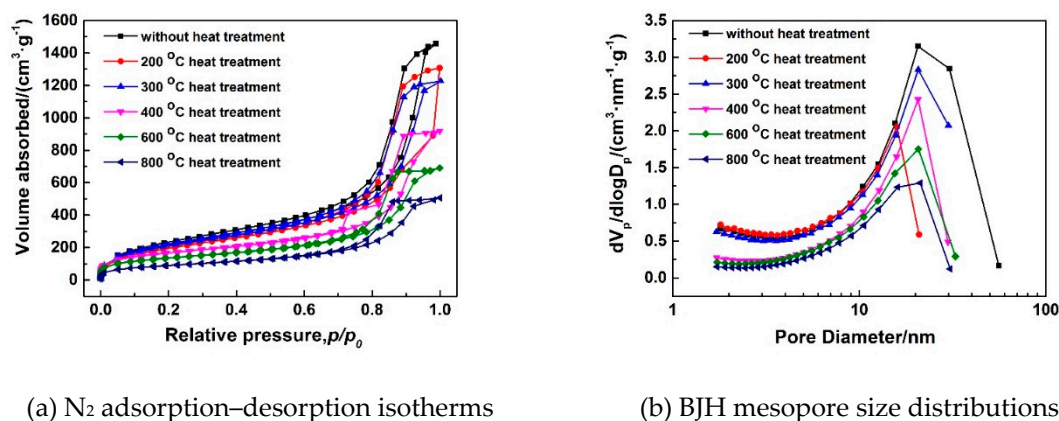 without heat treatment
200 °C heat treatment
300 °C heat treatment
400 °C heat treatment
600 °C heat treatment
800 °C heat treatment
Volume absorbed/(cm³·g⁻¹)
1600
1400
1200
1000
800
600
400
200
0
0.0 0.2 0.4 0.6 0.8 1.0
Relative pressure,p/p₀
(a) N₂ adsorption–desorption isotherms
without heat treatment
200 °C heat treatment
300 °C heat treatment
400 °C heat treatment
600 °C heat treatment
800 °C heat treatment
dVₚ/dlogDₚ/(cm³·nm⁻¹·g⁻¹)
3.5
3.0
2.5
2.0
1.5
1.0
0.5
0.0
1 10 100
Pore Diameter/nm
(b) BJH mesopore size distributions